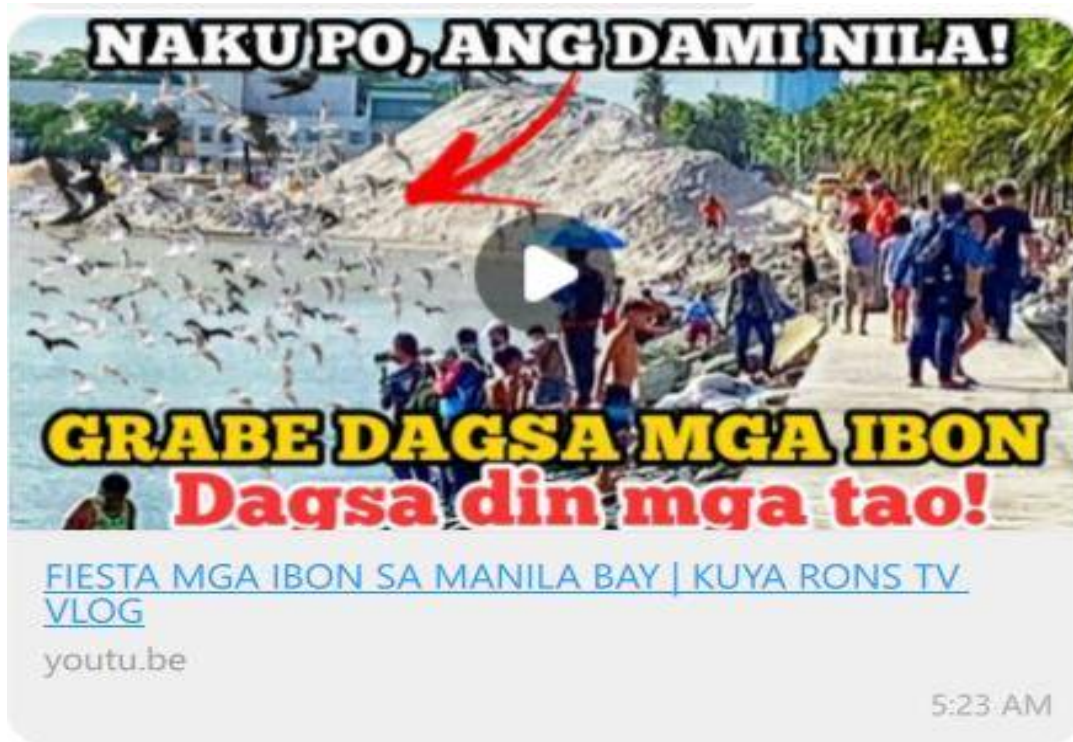 NAKU PO, ANG DAMI NILA!
GRABE DAGSA MGA IBON
Dagsa din mga tao!
FIESTA MGA IBON SA MANILA BAY | KUYA RONS TV
VLOG
youtu.be
5:23 AM